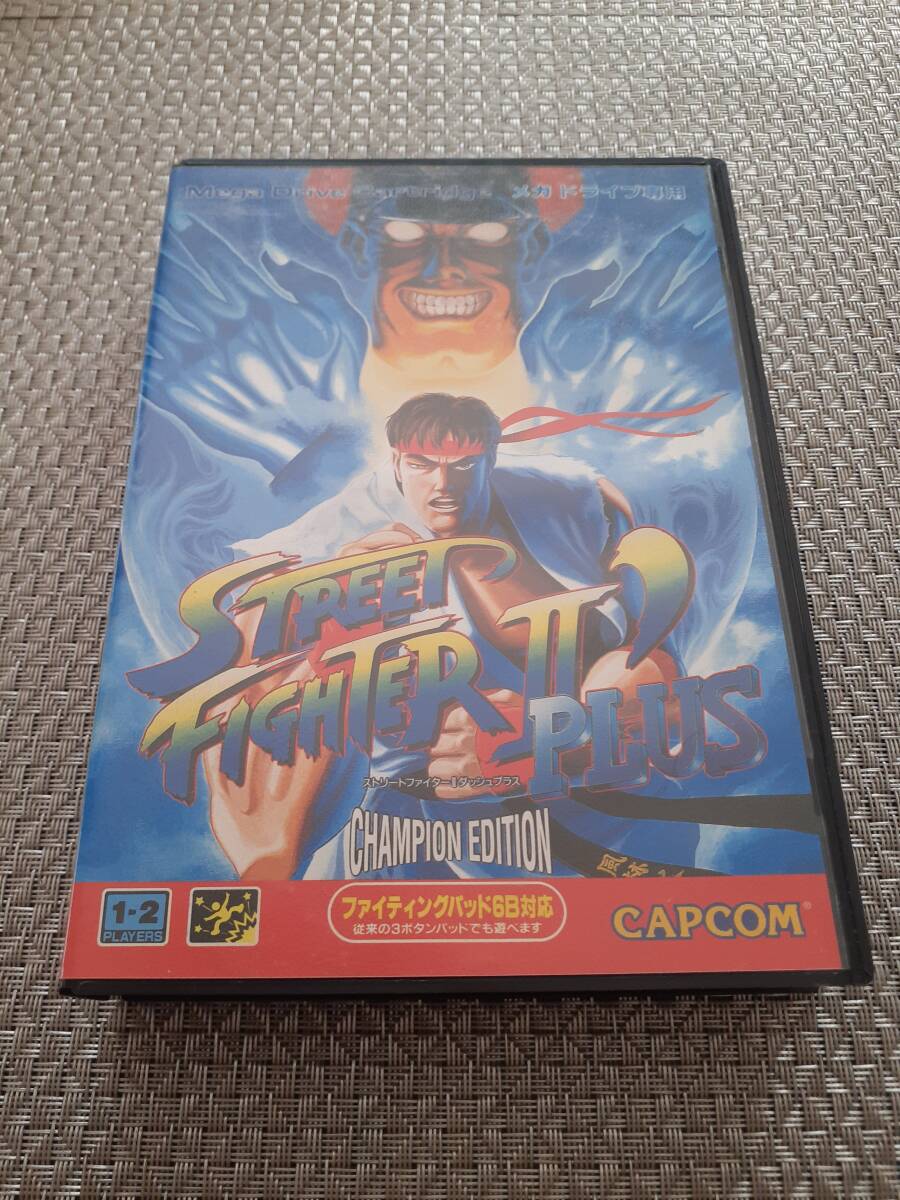 Mega Drive Cartridge メガドライブ専用
STREET
FIGHTER II'
PLUS
ストリートファイターⅡダッシュプラス
CHAMPION EDITION
風
1-2
PLAYERS
ファイティングパッド6B対応
従来の3ボタンパッドでも遊べます
CAPCOM®